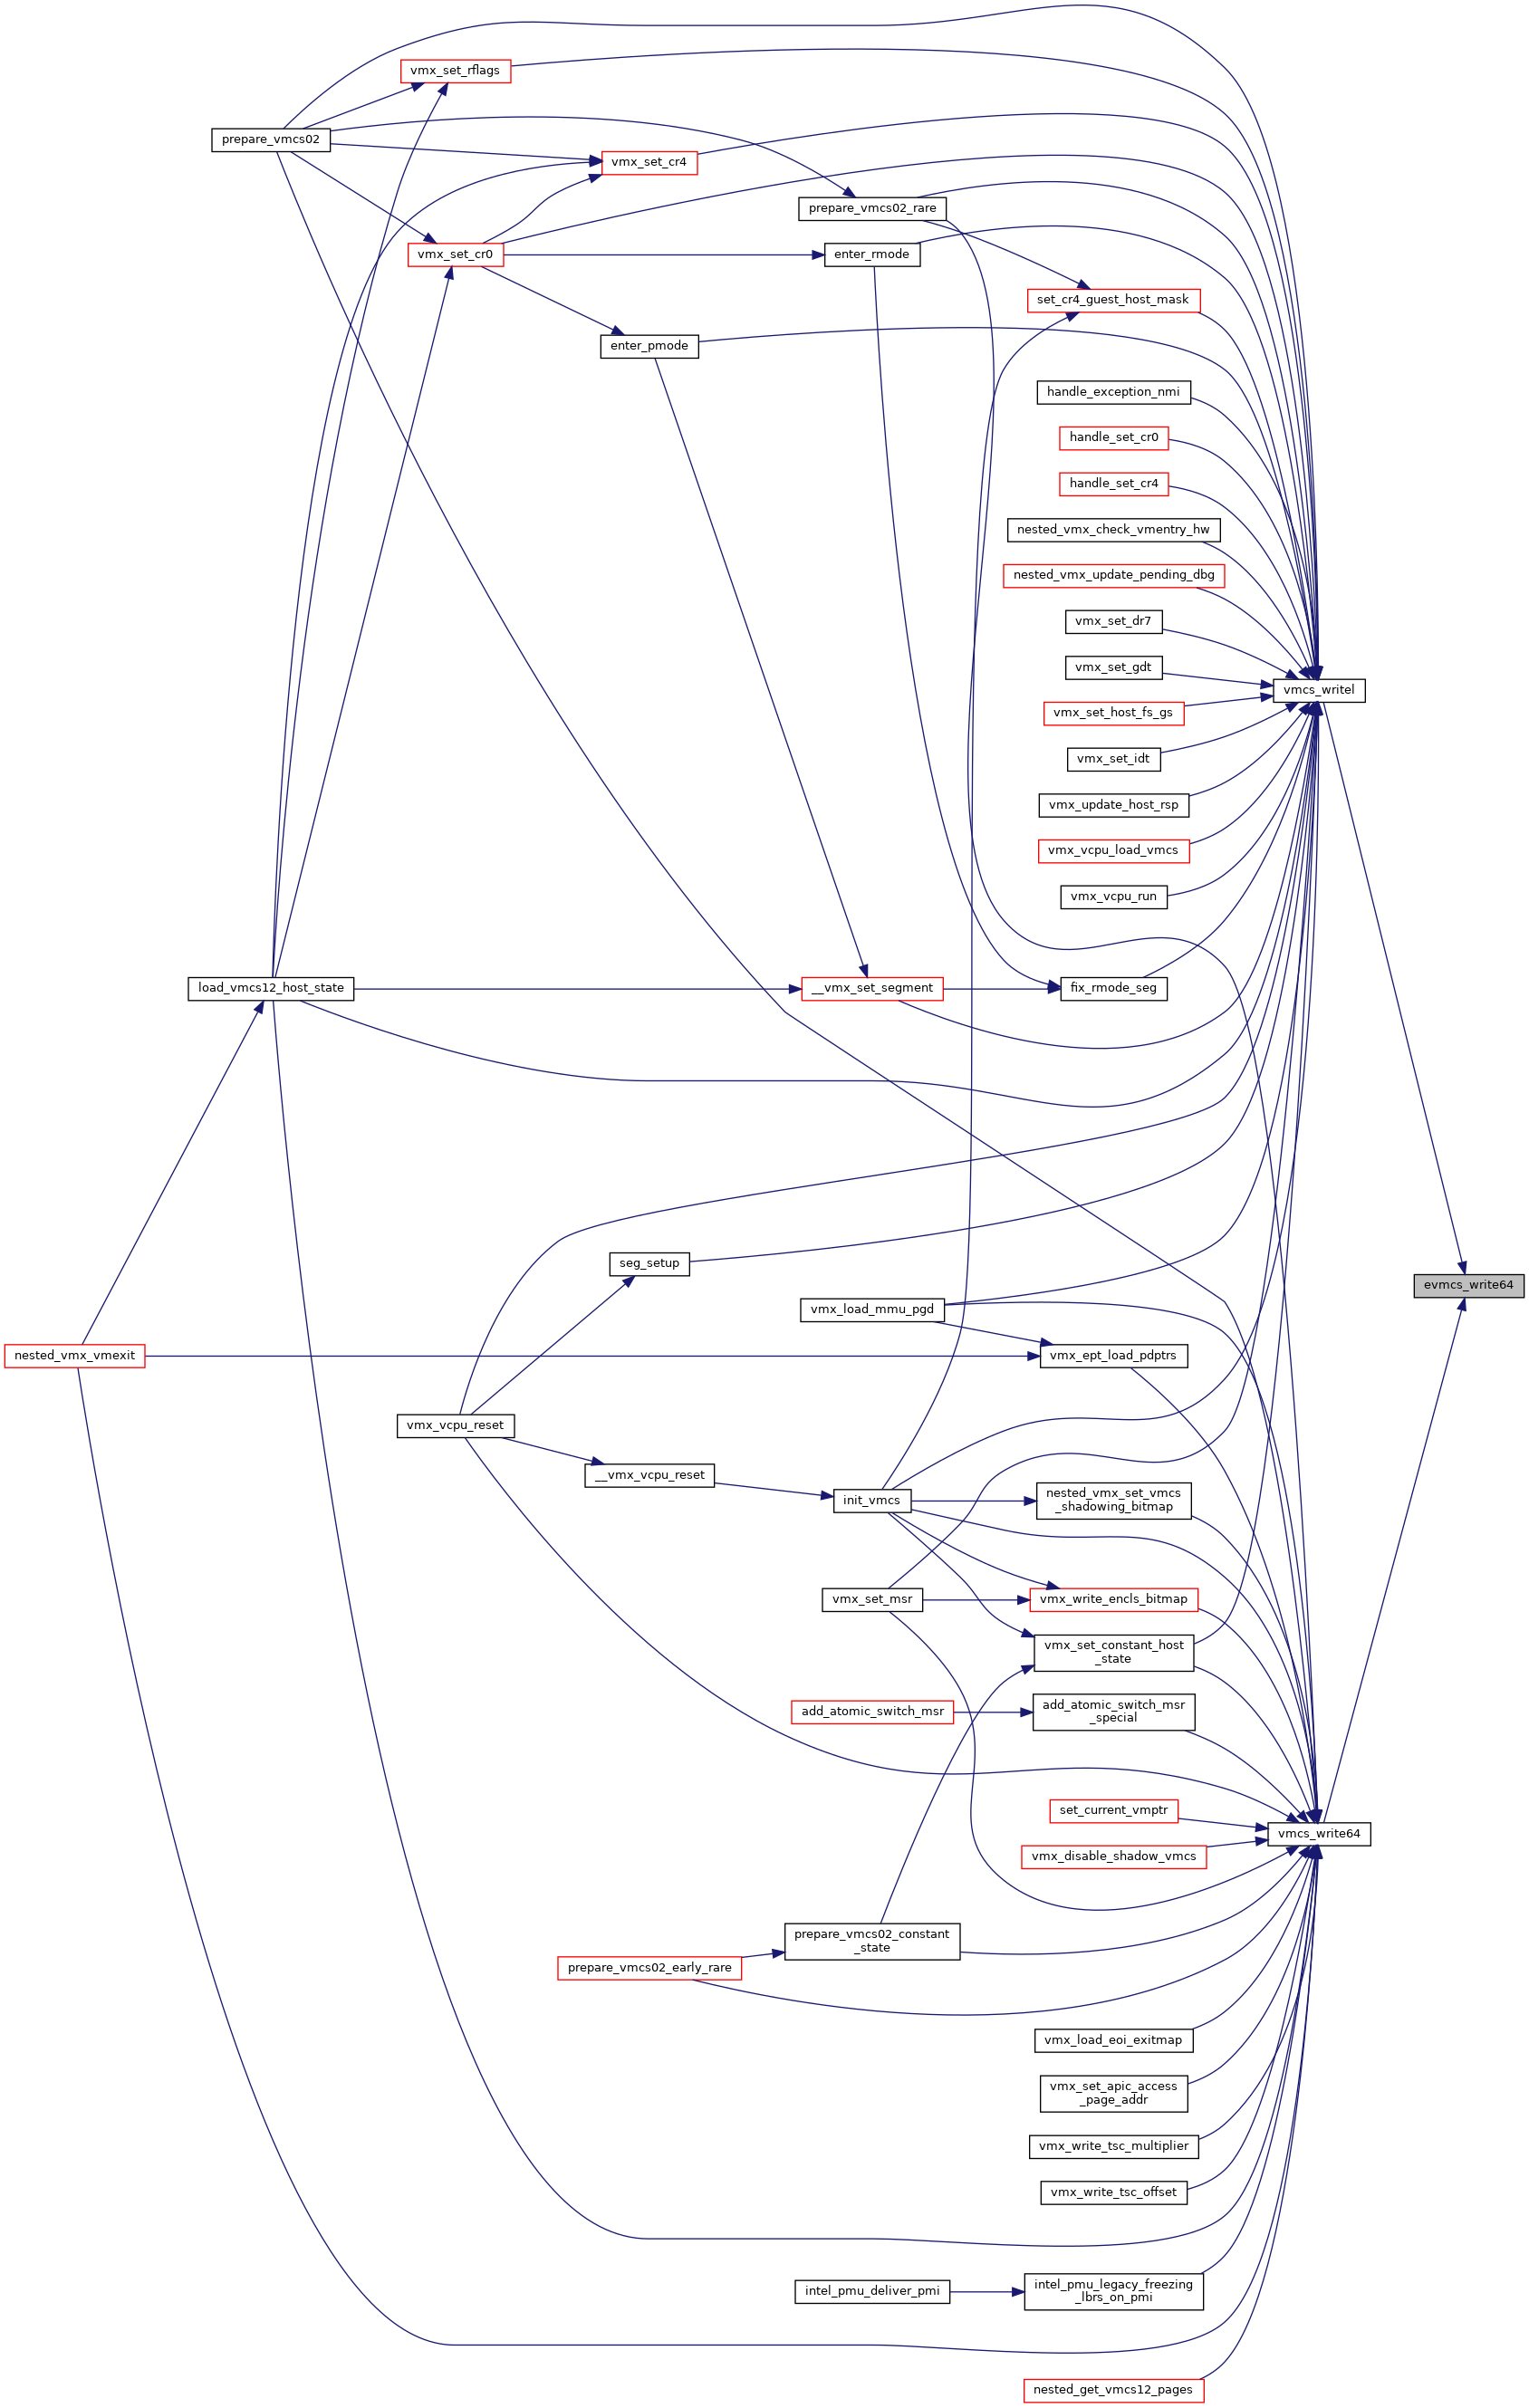 vmx_set_rflags
prepare_vmcs02
vmx_set_cr4
prepare_vmcs02_rare
vmx_set_cr0
enter_rmode
set_cr4_guest_host_mask
enter_pmode
handle_exception_nmi
handle_set_cr0
handle_set_cr4
nested_vmx_check_vmentry_hw
nested_vmx_update_pending_dbg
vmx_set_dr7
vmx_set_gdt
vmcs_writel
vmx_set_host_fs_gs
vmx_set_idt
vmx_update_host_rsp
vmx_vcpu_load_vmcs
vmx_vcpu_run
load_vmcs12_host_state
__vmx_set_segment
fix_rmode_seg
seg_setup
evmcs_write64
vmx_load_mmu_pgd
nested_vmx_vmexit
vmx_ept_load_pdptrs
vmx_vcpu_reset
__vmx_vcpu_reset
init_vmcs
nested_vmx_set_vmcs
_shadowing_bitmap
vmx_set_msr
vmx_write_encls_bitmap
vmx_set_constant_host
_state
add_atomic_switch_msr
add_atomic_switch_msr
_special
set_current_vmptr
vmcs_write64
vmx_disable_shadow_vmcs
prepare_vmcs02_constant
_state
prepare_vmcs02_early_rare
vmx_load_eoi_exitmap
vmx_set_apic_access
_page_addr
vmx_write_tsc_multiplier
vmx_write_tsc_offset
intel_pmu_deliver_pmi
intel_pmu_legacy_freezing
_lbrs_on_pmi
nested_get_vmcs12_pages